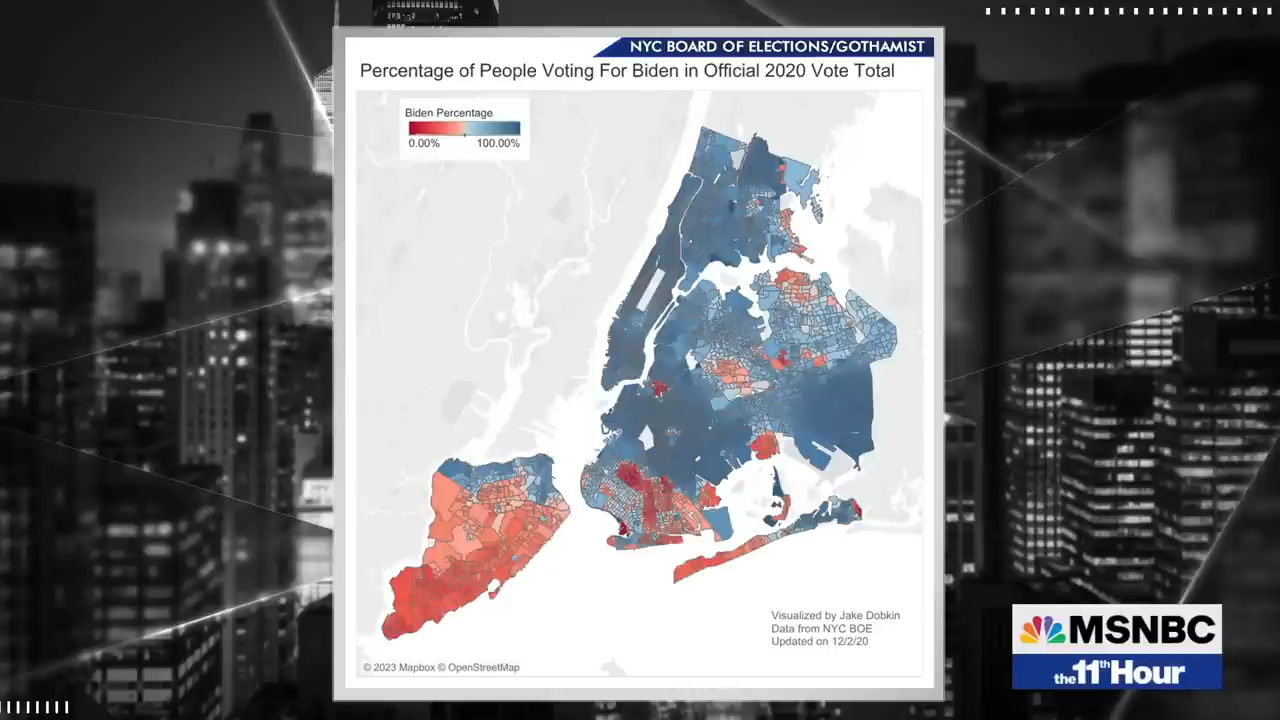 NYC BOARD OF ELECTIONS/GOTHAMIST
Percentage of People Voting For Biden in Official 2020 Vote Total
Biden Percentage
0.00% 100.00%
Visualized by Jake Dobkin
Data from NYC BOE
Updated on 12/2/20
© 2023 Mapbox © OpenStreetMap
MSNBC
the 11th Hour